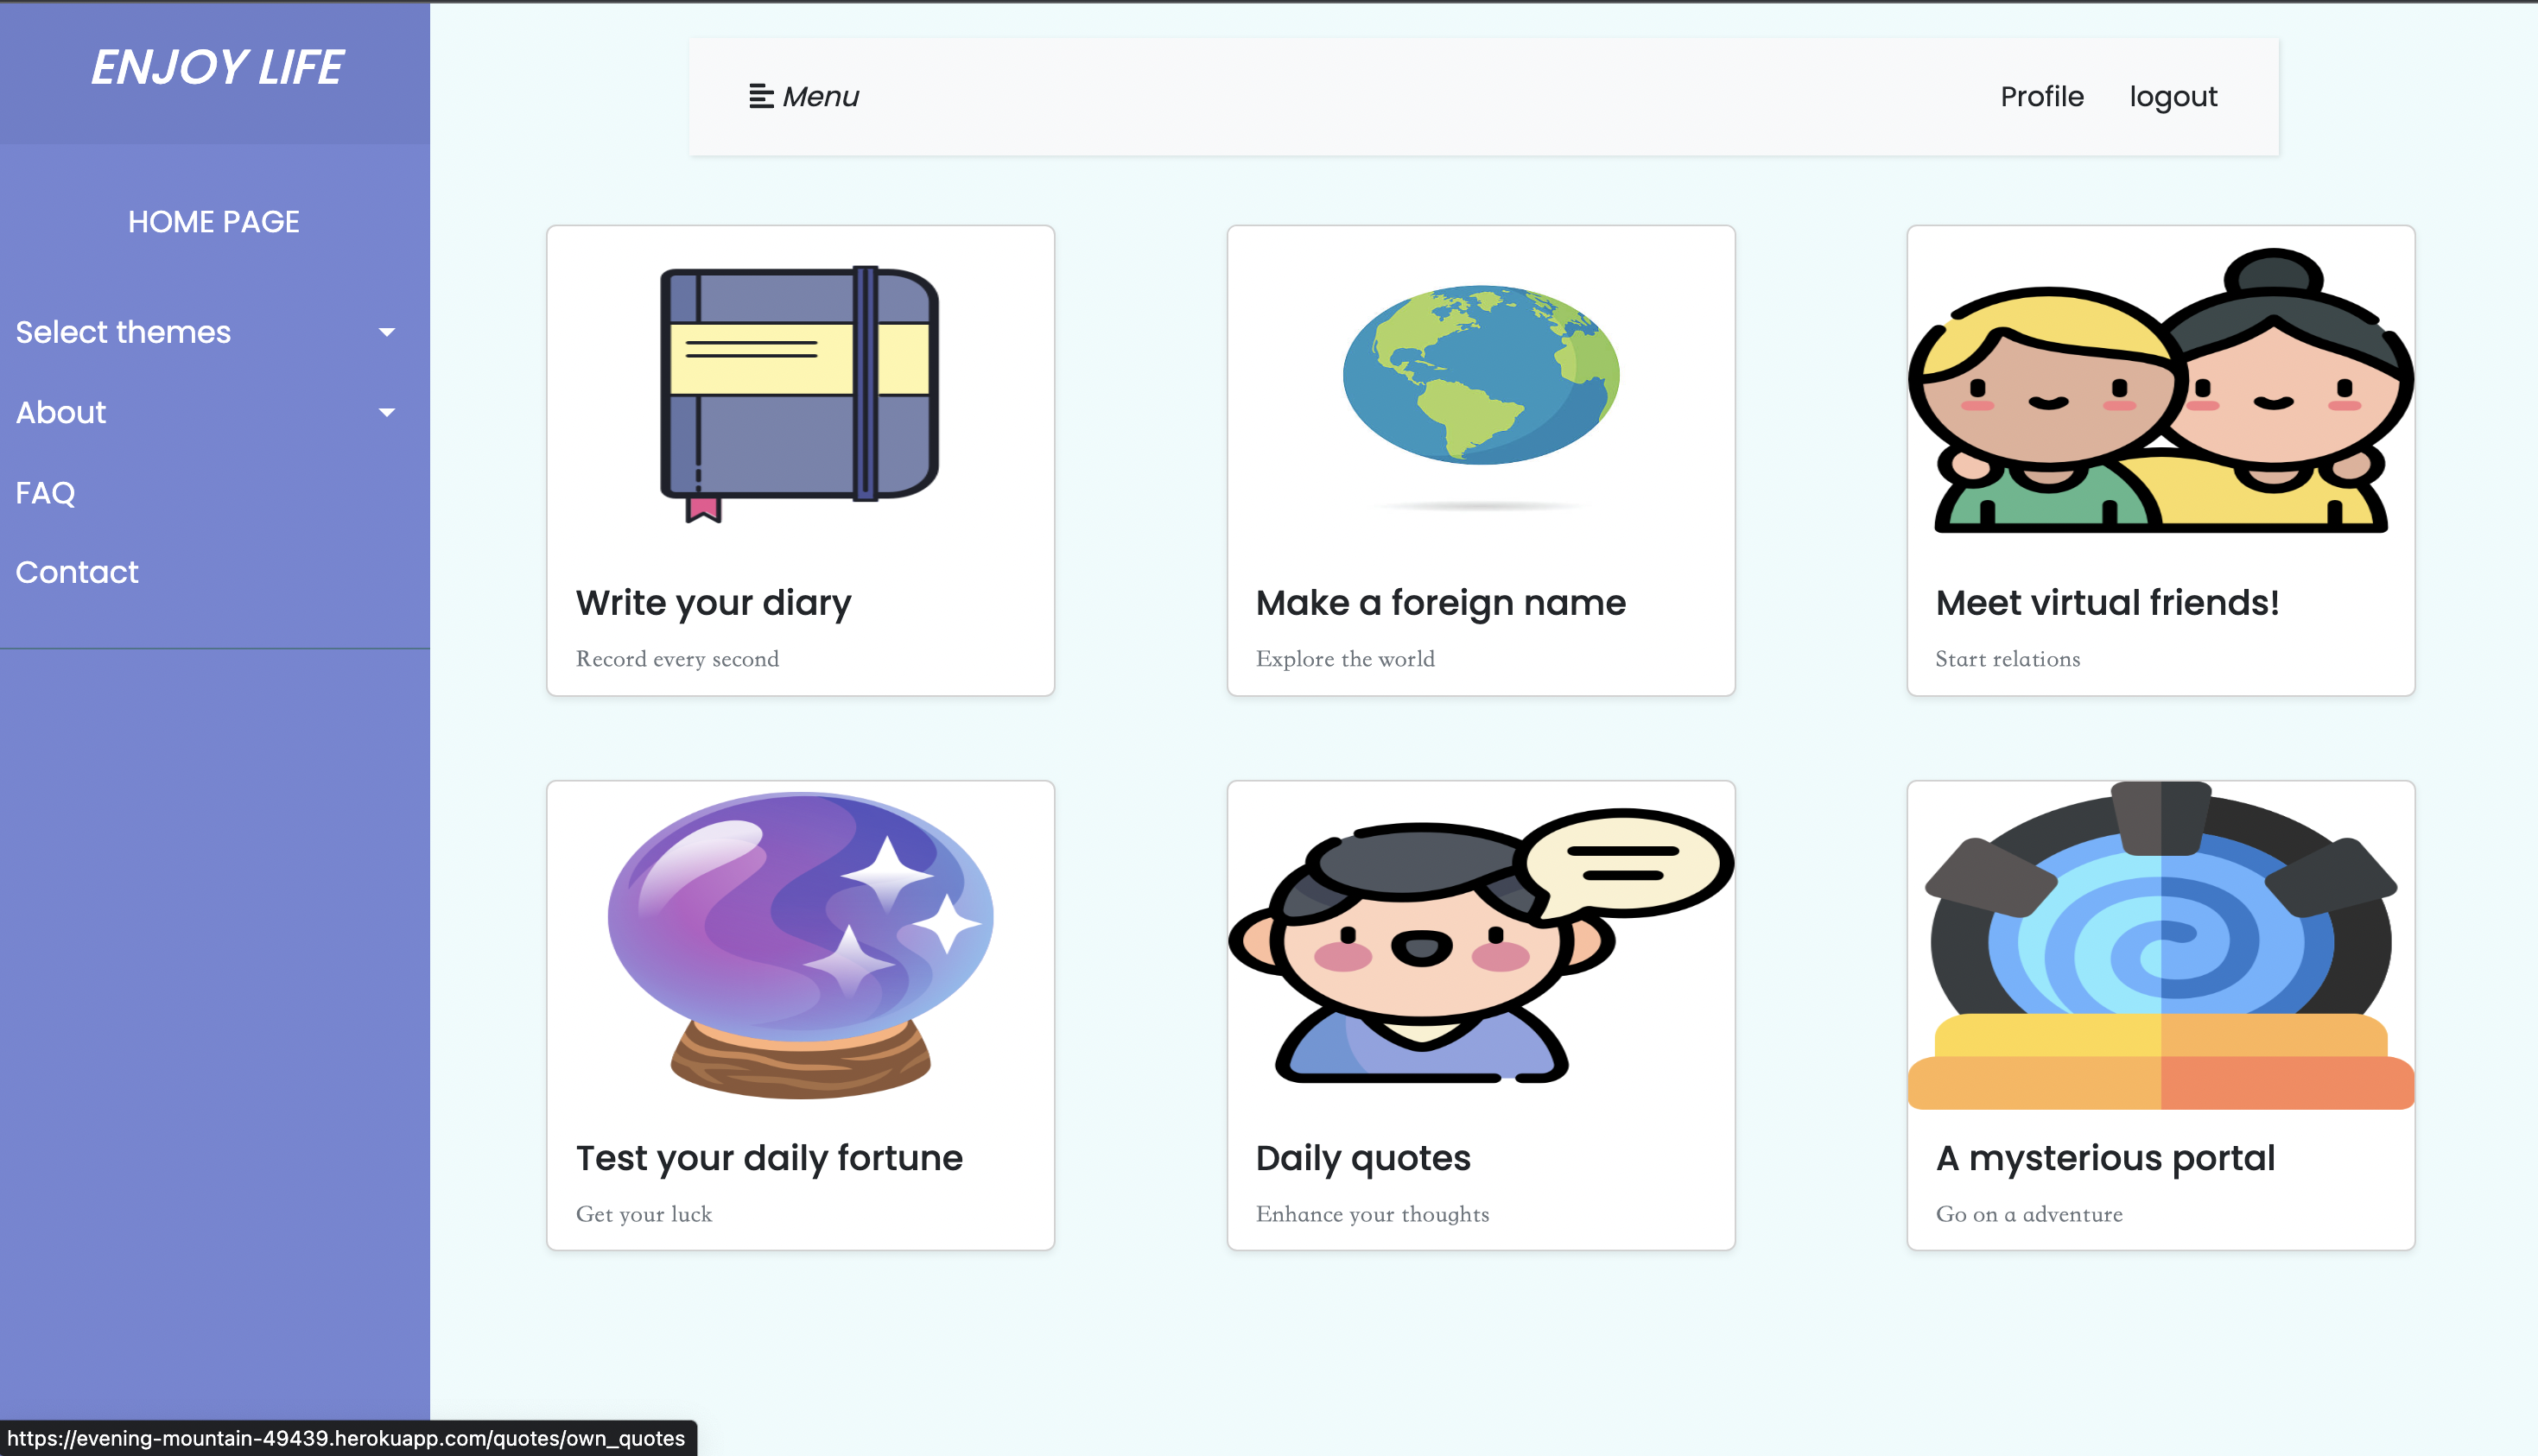 ENJOY LIFE
HOME PAGE
Select themes
About
FAQ
Contact
Menu
Profile
logout
Write your diary
Record every second
Make a foreign name
Explore the world
Meet virtual friends!
Start relations
Test your daily fortune
Get your luck
Daily quotes
Enhance your thoughts
A mysterious portal
Go on a adventure
https://evening-mountain-49439.herokuapp.com/quotes/own_quotes